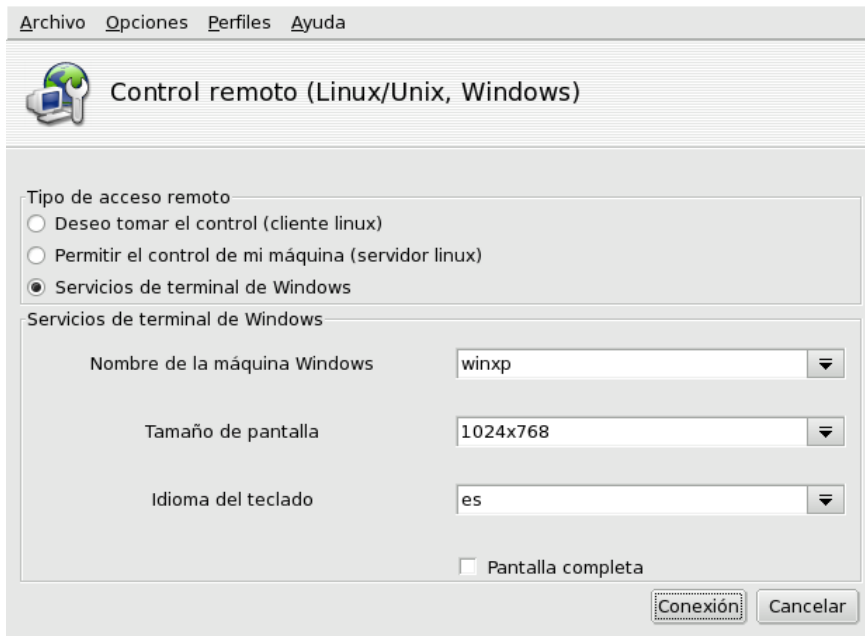 Archivo Opciones Perfiles Ayuda
Control remoto (Linux/Unix, Windows)
Tipo de acceso remoto
Deseo tomar el control (cliente linux)
Permitir el control de mi máquina (servidor linux)
Servicios de terminal de Windows
Servicios de terminal de Windows
Nombre de la máquina Windows winxp
Tamaño de pantalla 1024x768
Idioma del teclado es
Pantalla completa
Conexión Cancelar